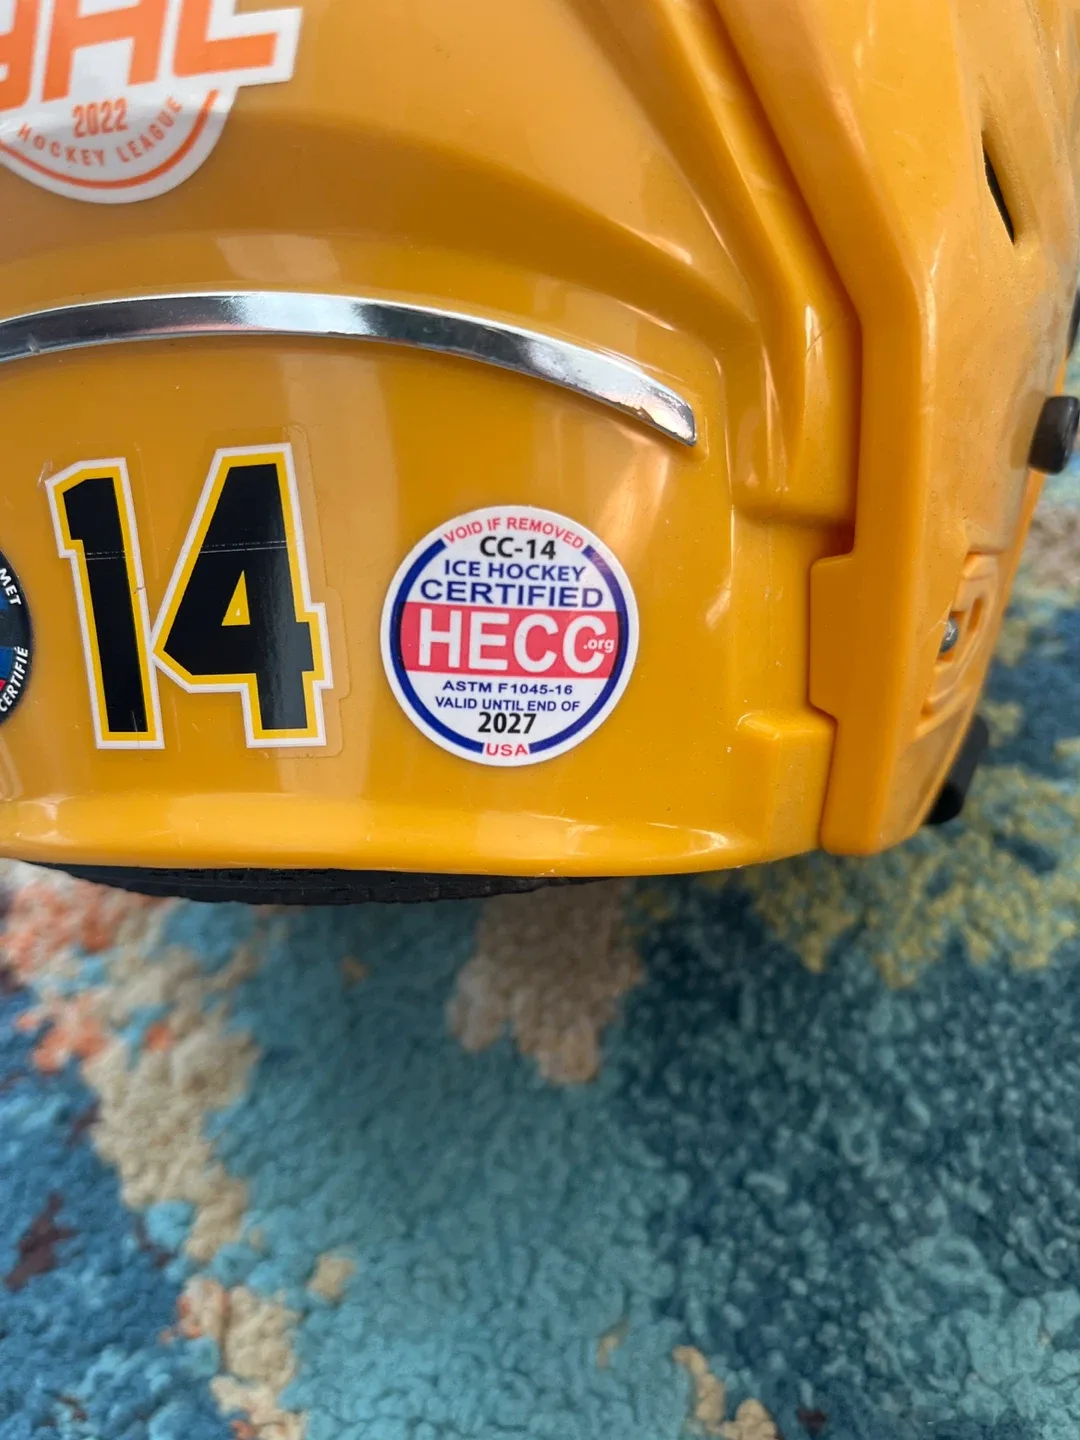 2022
HOCKEY LEAGUE
14
MET
CERTIFIÉ
VOID IF REMOVED
CC-14
ICE HOCKEY
CERTIFIED
HECC.org
ASTM F1045-16
VALID UNTIL END OF
2027
USA